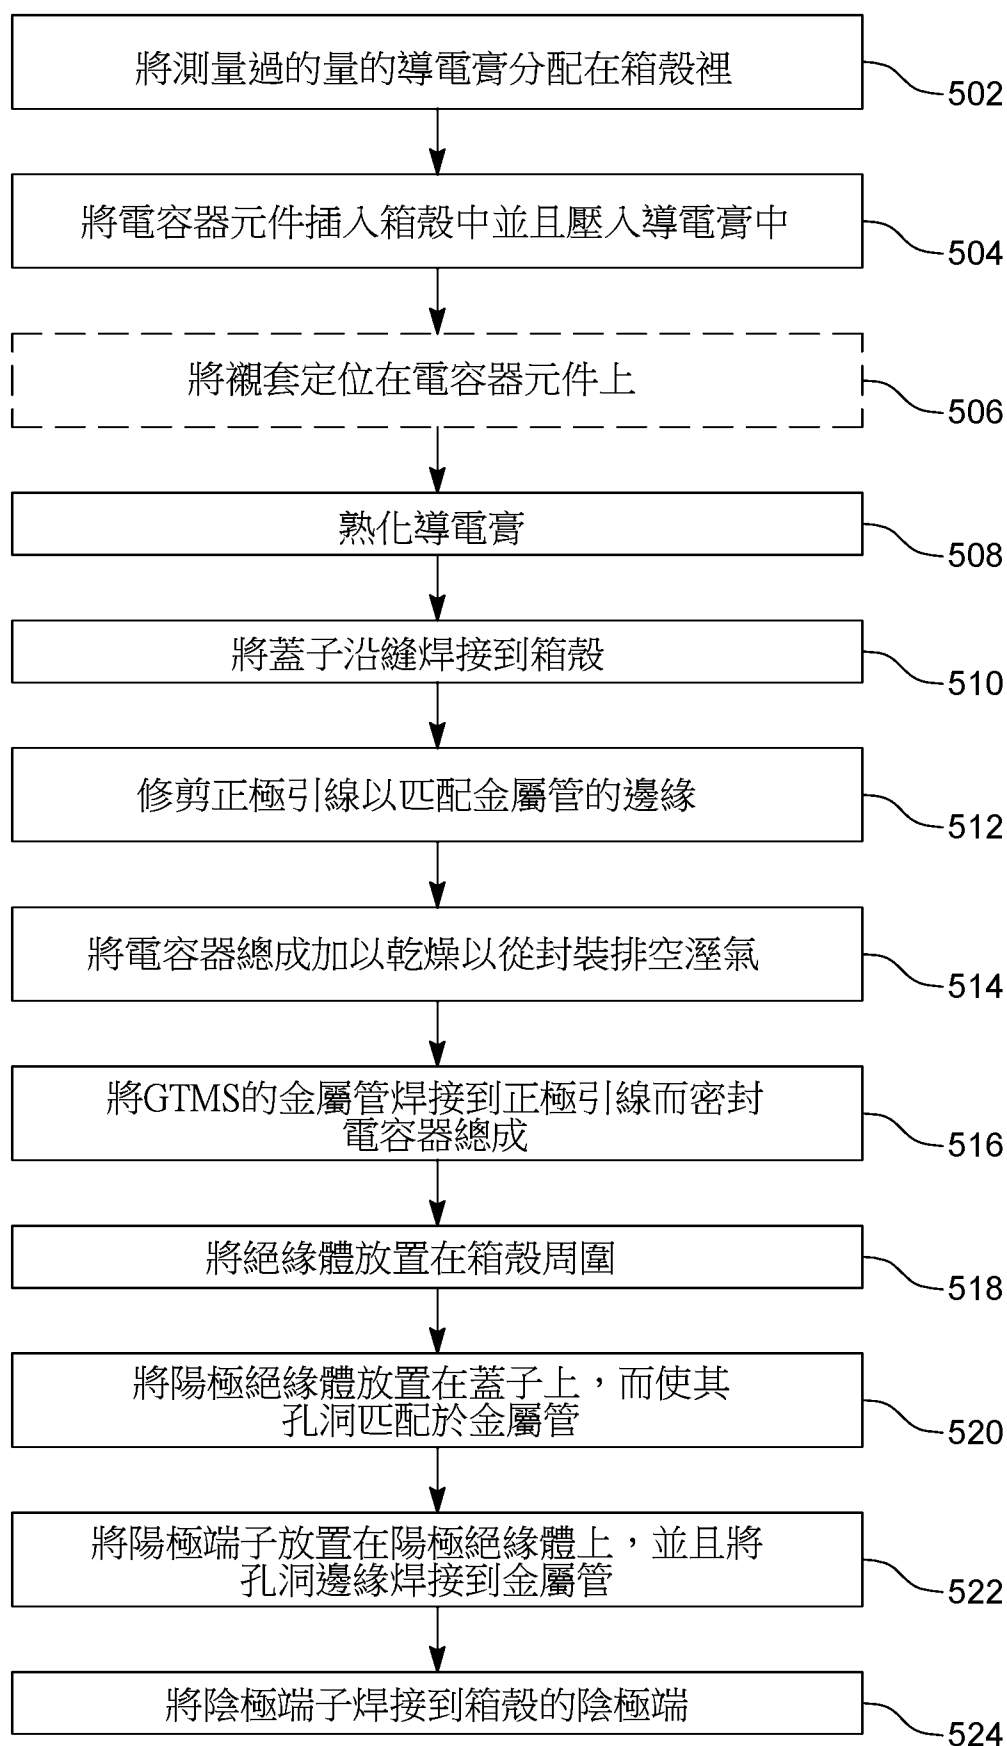 將測量過的量的導電膏分配在箱殼裡
502
將電容器元件插入箱殼中並且壓入導電膏中
504
將襯套定位在電容器元件上
506
熟化導電膏
508
將蓋子沿縫焊接到箱殼
510
修剪正極引線以匹配金屬管的邊緣
512
將電容器總成加以乾燥以從封裝排空溼氣
514
將GTMS的金屬管焊接到正極引線而密封
電容器總成
516
將絕緣體放置在箱殼周圍
518
將陽極絕緣體放置在蓋子上,而使其
孔洞匹配於金屬管
520
將陽極端子放置在陽極絕緣體上,並且將
孔洞邊緣焊接到金屬管
522
將陰極端子焊接到箱殼的陰極端
524